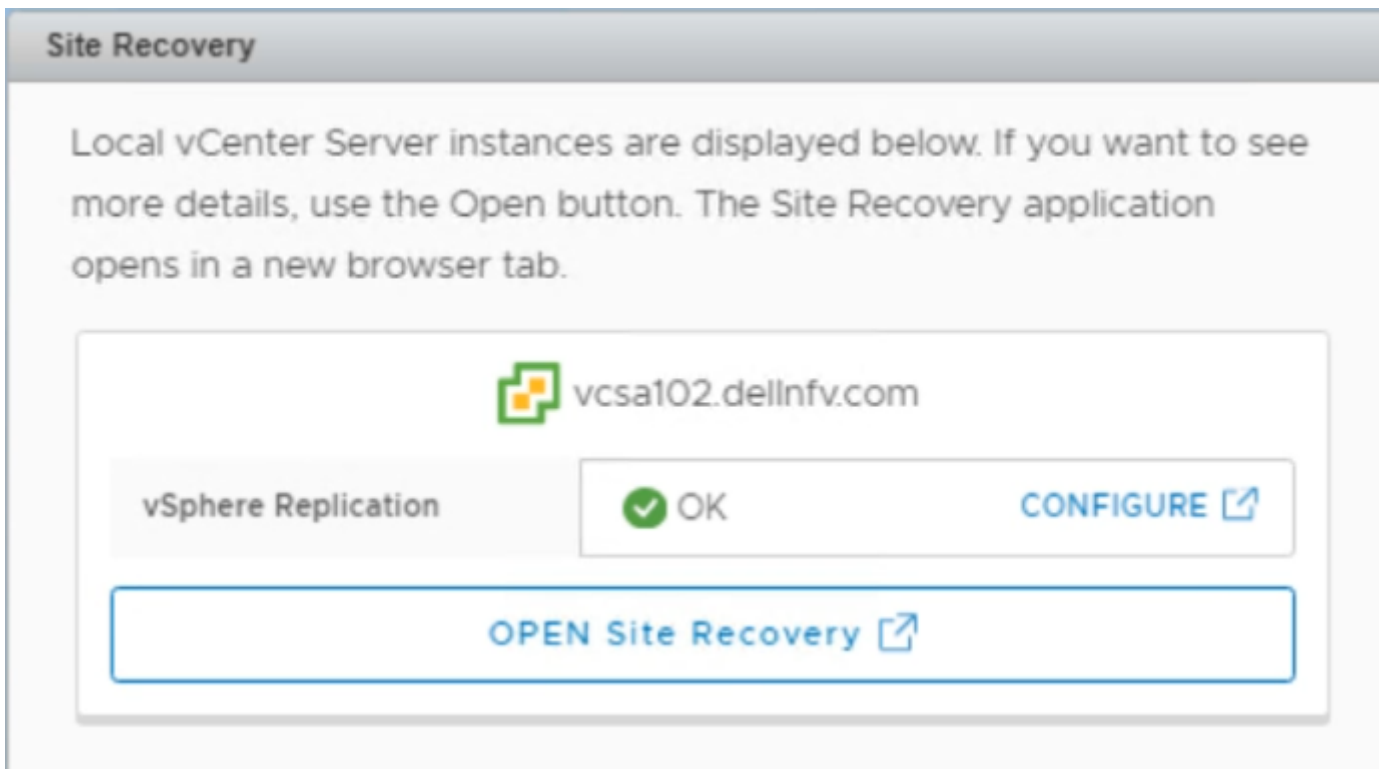 Site Recovery
Local vCenter Server instances are displayed below. If you want to see
more details, use the Open button. The Site Recovery application
opens in a new browser tab.
vcsa102.dellnfv.com
vSphere Replication
OK
CONFIGURE
OPEN Site Recovery